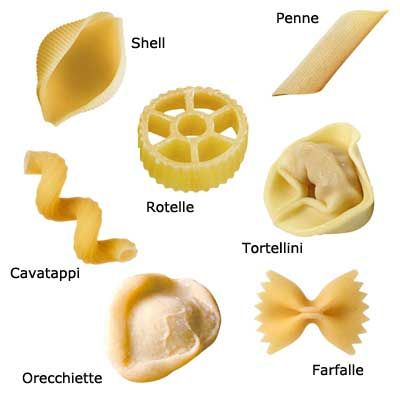 Penne
Shell
Rotelle
Tortellini
Cavatappi
Farfalle
Orecchiette